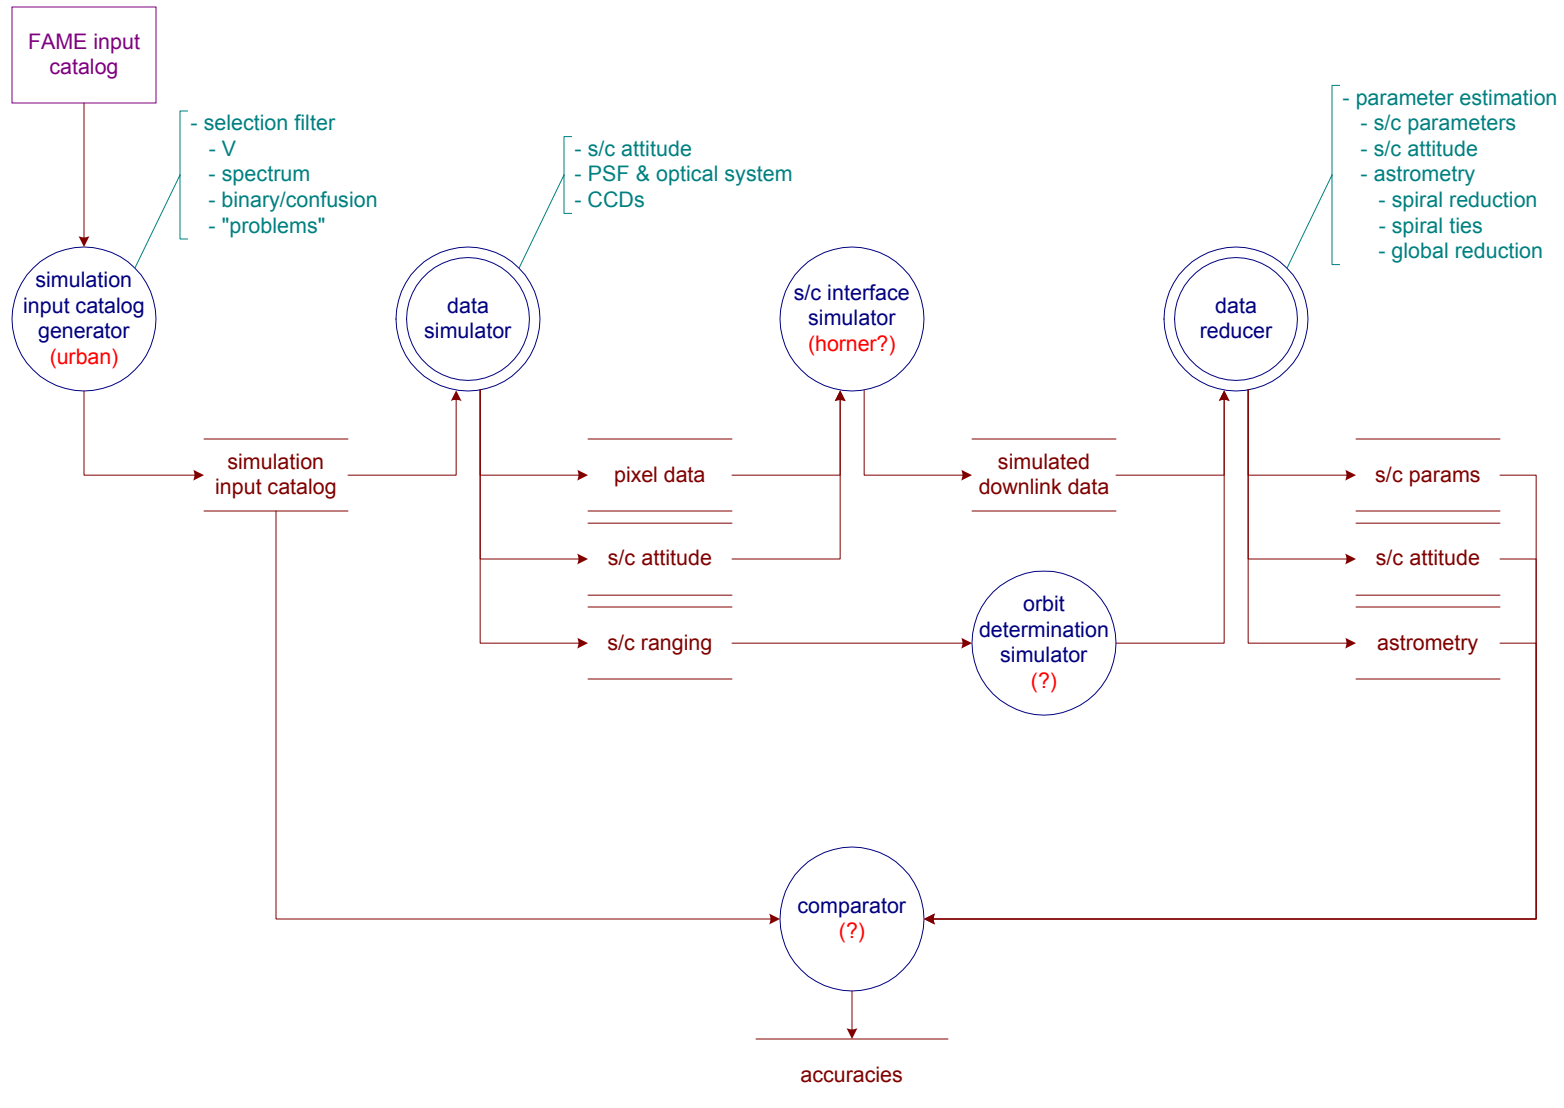 FAME input
catalog
- selection filter
- V
- spectrum
- binary/confusion
- "problems"
- s/c attitude
- PSF & optical system
- CCDs
- parameter estimation
- s/c parameters
- s/c attitude
- astrometry
- spiral reduction
- spiral ties
- global reduction
simulation
input catalog
generator
(urban)
data
simulator
s/c interface
simulator
(horner?)
data
reducer
simulation
input catalog
pixel data
s/c attitude
s/c ranging
simulated
downlink data
orbit
determination
simulator
(?)
s/c params
s/c attitude
astrometry
comparator
(?)
accuracies